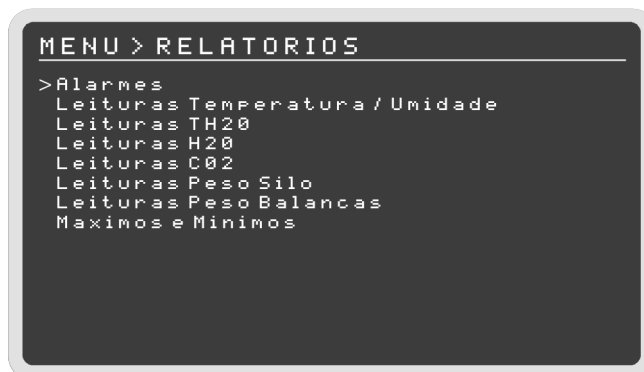 MENU > RELATORIOS
>Alarmes
Leituras Temperatura / Umidade
Leituras TH20
Leituras H20
Leituras C02
Leituras Peso Silo
Leituras Peso Balancas
Maximos e Minimos